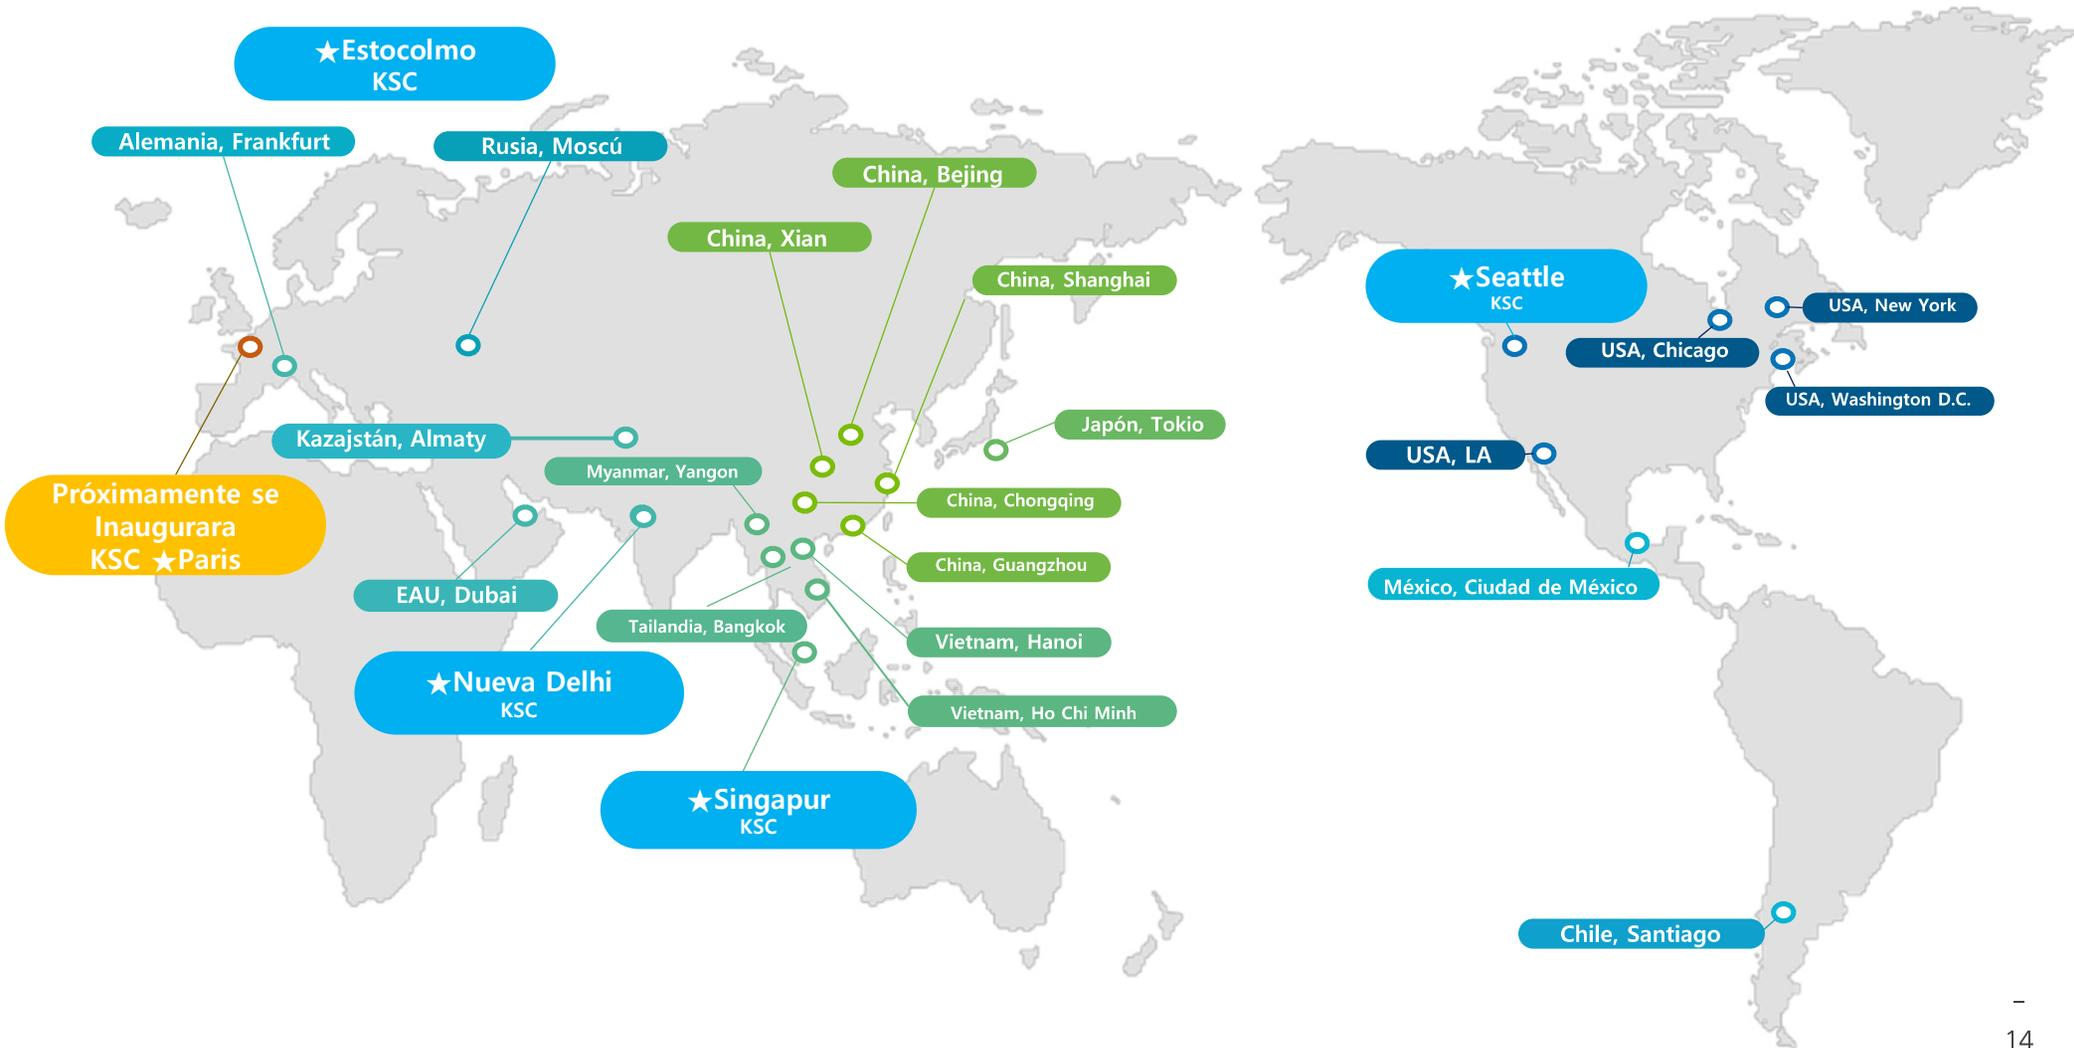 ★Estocolmo
KSC
Alemania, Frankfurt
Rusia, Moscú
China, Bejing
China, Xian
China, Shanghai
★Seattle
KSC
USA, New York
USA, Chicago
USA, Washington D.C.
Japón, Tokio
Kazajstán, Almaty
USA, LA
Myanmar, Yangon
Próximamente se
Inaugurara
KSC ★Paris
China, Chongqing
China, Guangzhou
EAU, Dubai
México, Ciudad de México
Tailandia, Bangkok
Vietnam, Hanoi
★Nueva Delhi
KSC
Vietnam, Ho Chi Minh
★Singapur
KSC
Chile, Santiago
–
14